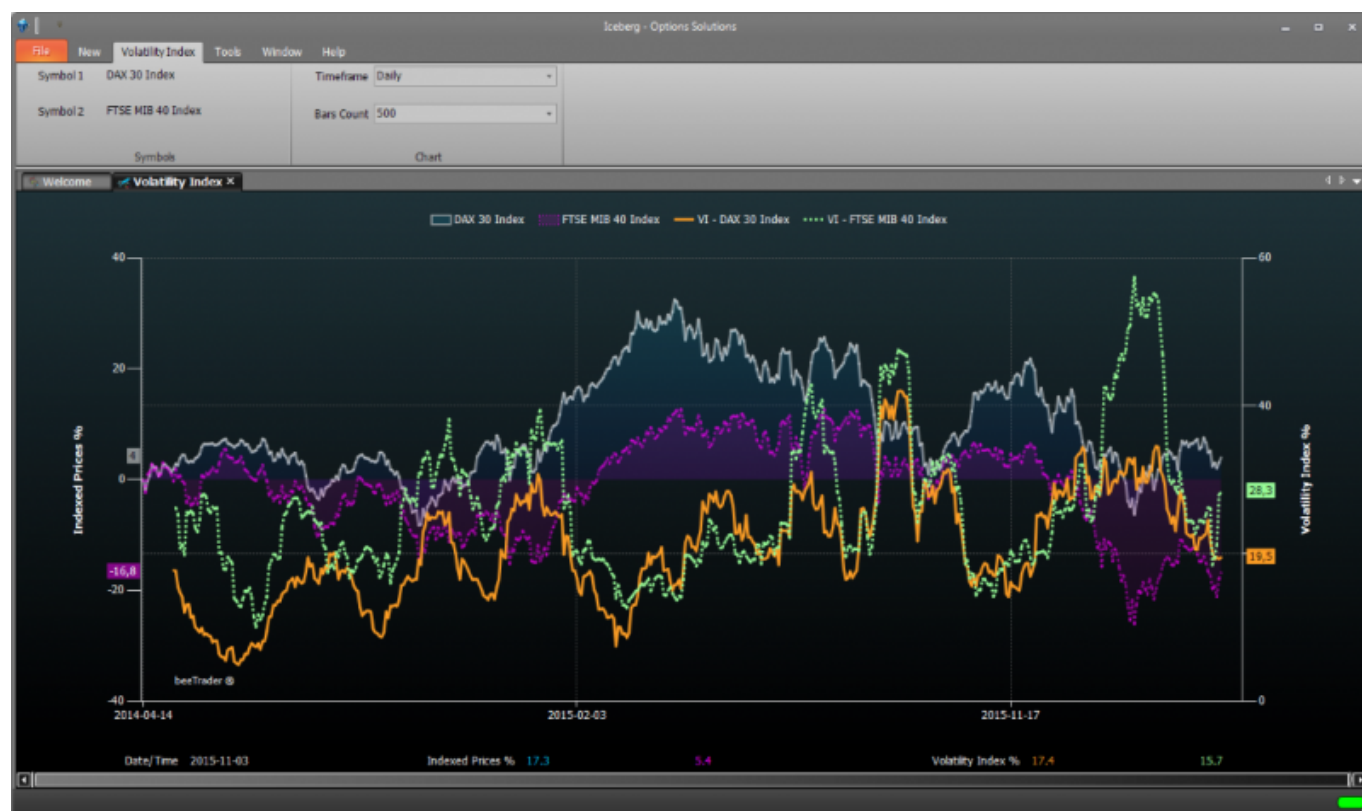 Iceberg - Options Solutions
File New Volatility Index Tools Window Help
Symbol 1 DAX 30 Index Timeframe Daily
Symbol 2 FTSE MIB 40 Index Bars Count 500
Symbols Chart
Welcome Volatility Index ×
DAX 30 Index FTSE MIB 40 Index VI - DAX 30 Index VI - FTSE MIB 40 Index
40 60
20 40
4
0
28,3
19,5
-16,8
-20
-40 0
Indexed Prices %
Volatility Index %
beeTrader ®
2014-04-14 2015-02-03 2015-11-17
Date/Time 2015-11-03 Indexed Prices % 17.3 5.4 Volatility Index % 17.4 15.7